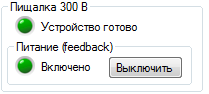 Пищалка 300 В
Устройство готово
Питание (feedback)
Включено
Выключить